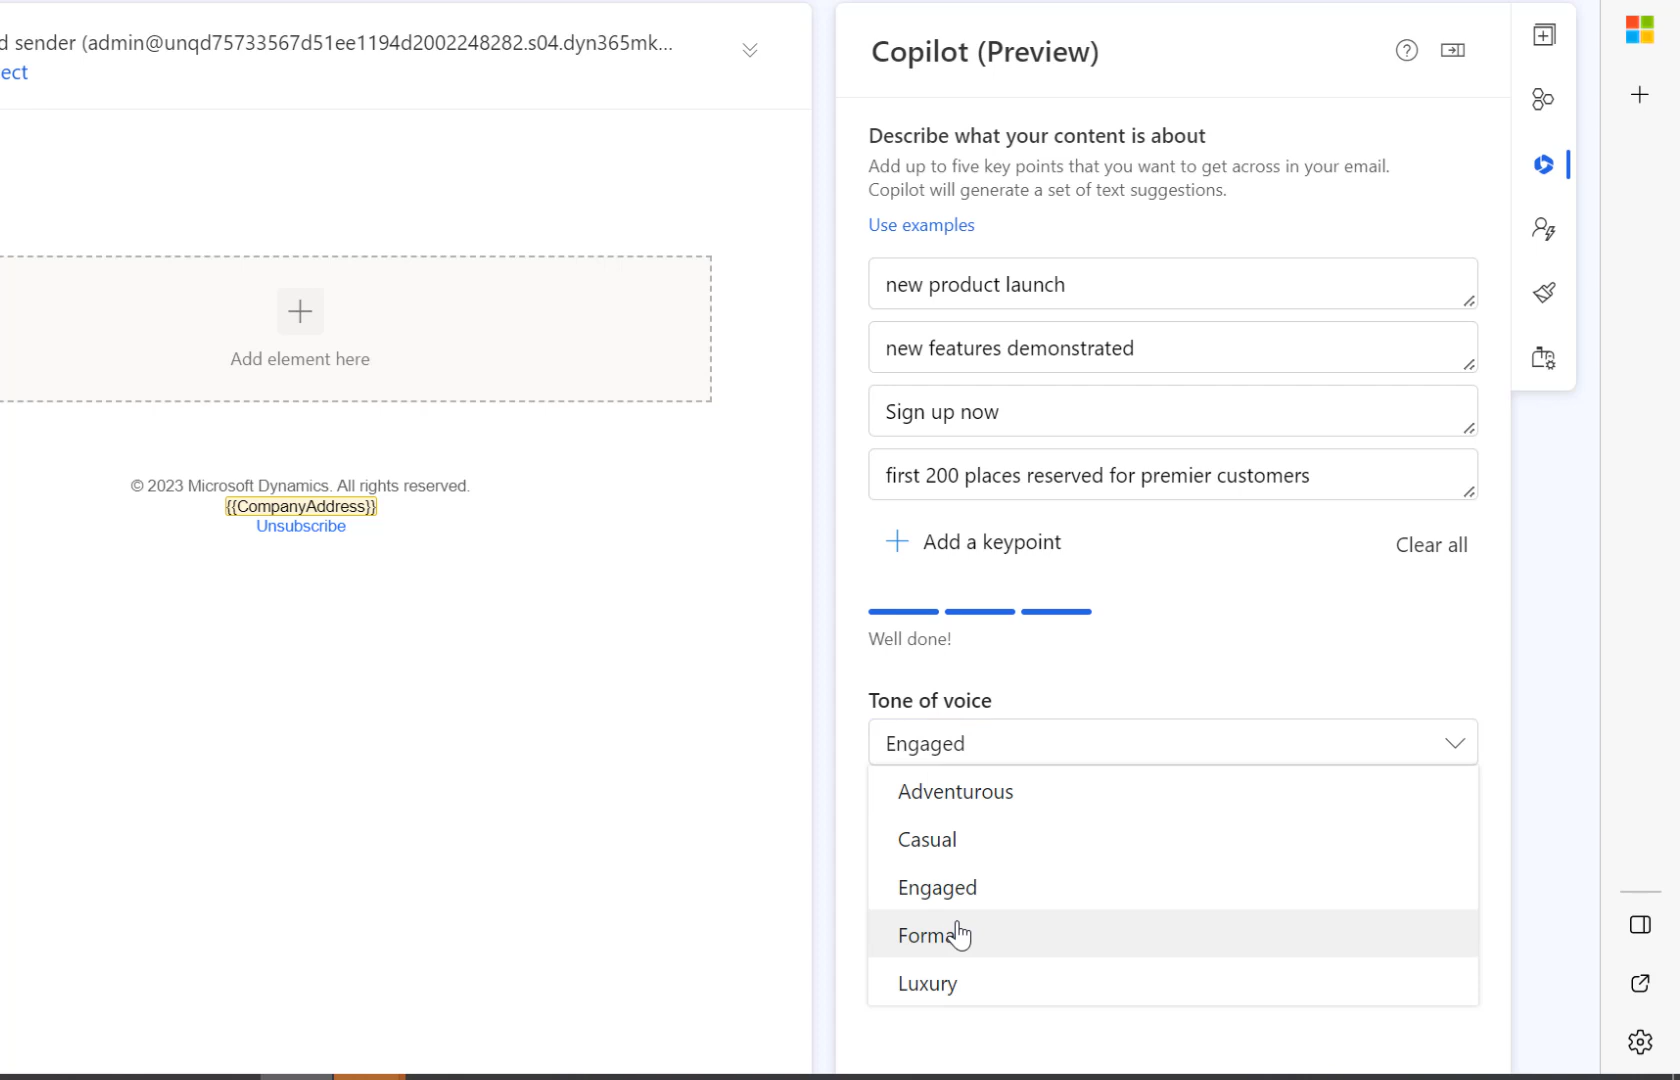 d sender (admin@unqd75733567d51ee1194d2002248282.s04.dyn365mk...
ect
Add element here
© 2023 Microsoft Dynamics. All rights reserved.
{{CompanyAddress}}
Unsubscribe
Copilot (Preview)
Describe what your content is about
Add up to five key points that you want to get across in your email.
Copilot will generate a set of text suggestions.
Use examples
new product launch
new features demonstrated
Sign up now
first 200 places reserved for premier customers
Add a keypoint
Clear all
Well done!
Tone of voice
Engaged
Adventurous
Casual
Engaged
Formal
Luxury